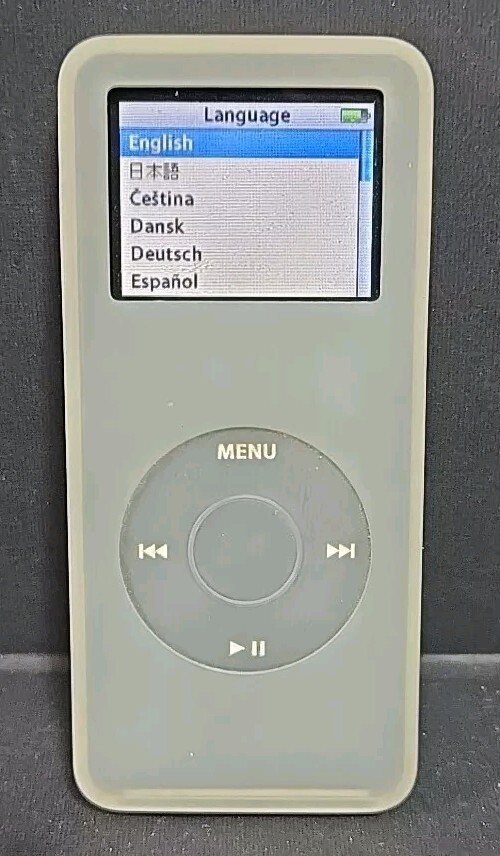 Language
English
日本語
Čeština
Dansk
Deutsch
Español
MENU